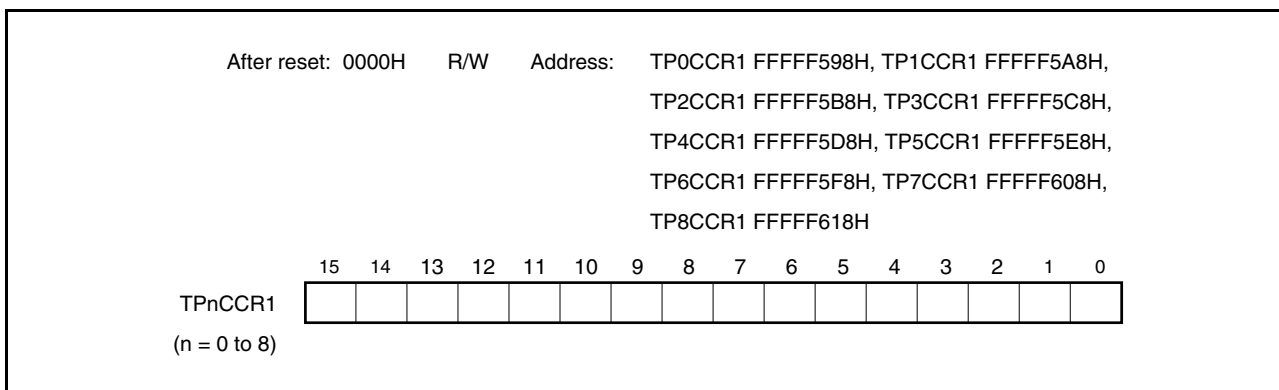 After reset: 0000H R/W Address: TP0CCR1 FFFFF598H, TP1CCR1 FFFFF5A8H,
TP2CCR1 FFFFF5B8H, TP3CCR1 FFFFF5C8H,
TP4CCR1 FFFFF5D8H, TP5CCR1 FFFFF5E8H,
TP6CCR1 FFFFF5F8H, TP7CCR1 FFFFF608H,
TP8CCR1 FFFFF618H
15 14 13 12 11 10 9 8 7 6 5 4 3 2 1 0
TPnCCR1
(n = 0 to 8)